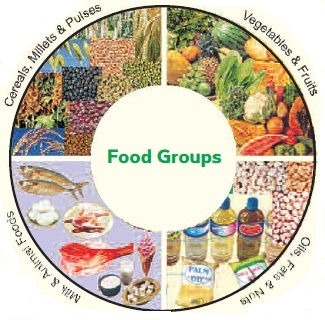 Cereals, Millets & Pulses
Vegetables & Fruits
Food Groups
Milk & Animal Foods
Oils, Fats & Nuts
PALM
OIL